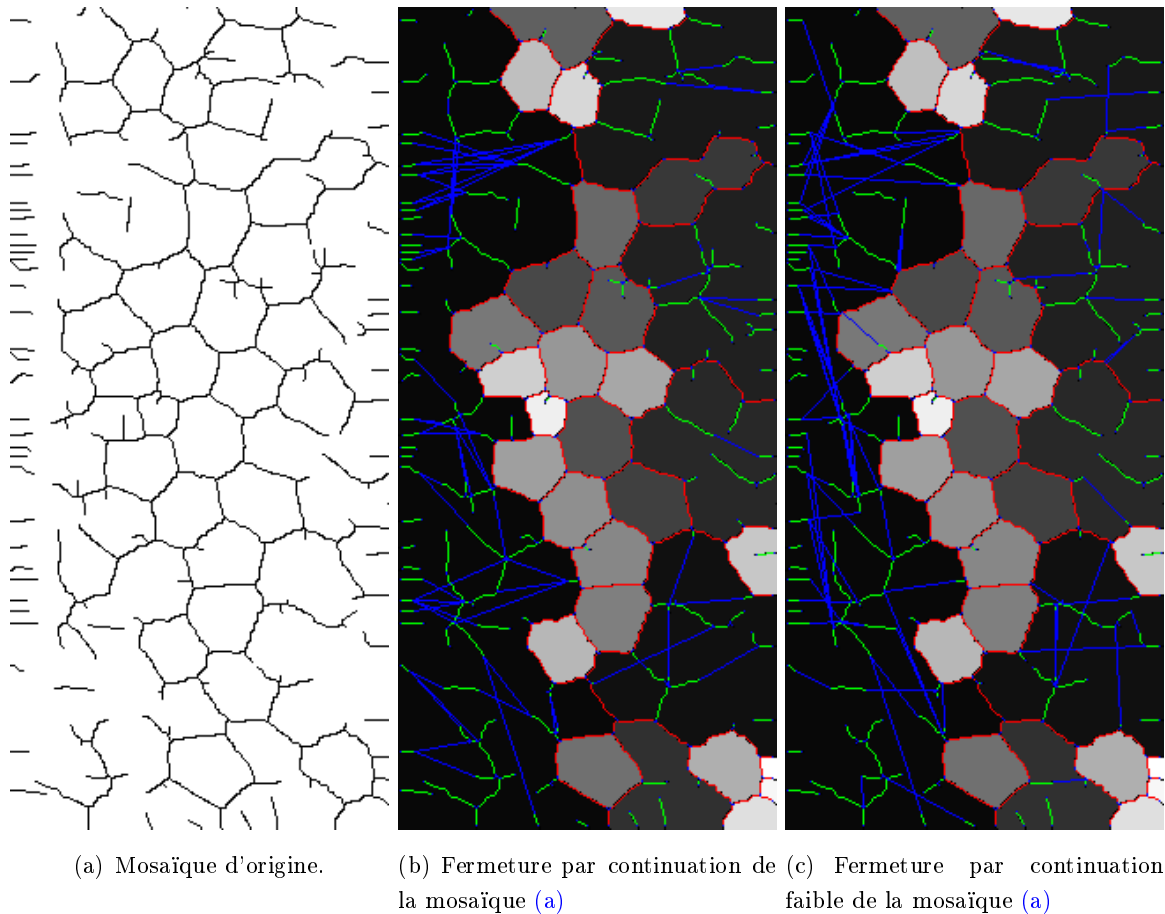 (a) Mosaïque d'origine.
(b) Fermeture par continuation de
la mosaïque (a)
(c) Fermeture par continuation
faible de la mosaïque (a)